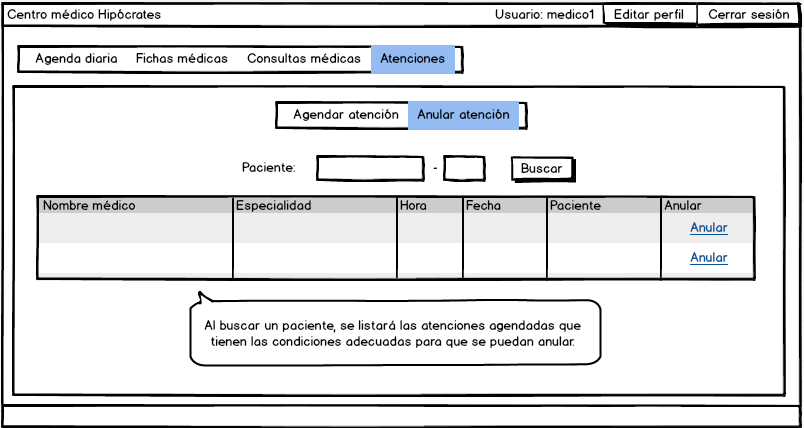 Centro médico Hipócrates Usuario: medico1 Editar perfil Cerrar sesión
Agenda diaria Fichas médicas Consultas médicas Atenciones
Agendar atención Anular atención
Paciente: - Buscar
Nombre médico Especialidad Hora Fecha Paciente Anular
Anular
Anular
Al buscar un paciente, se listará las atenciones agendadas que
tienen las condiciones adecuadas para que se puedan anular.